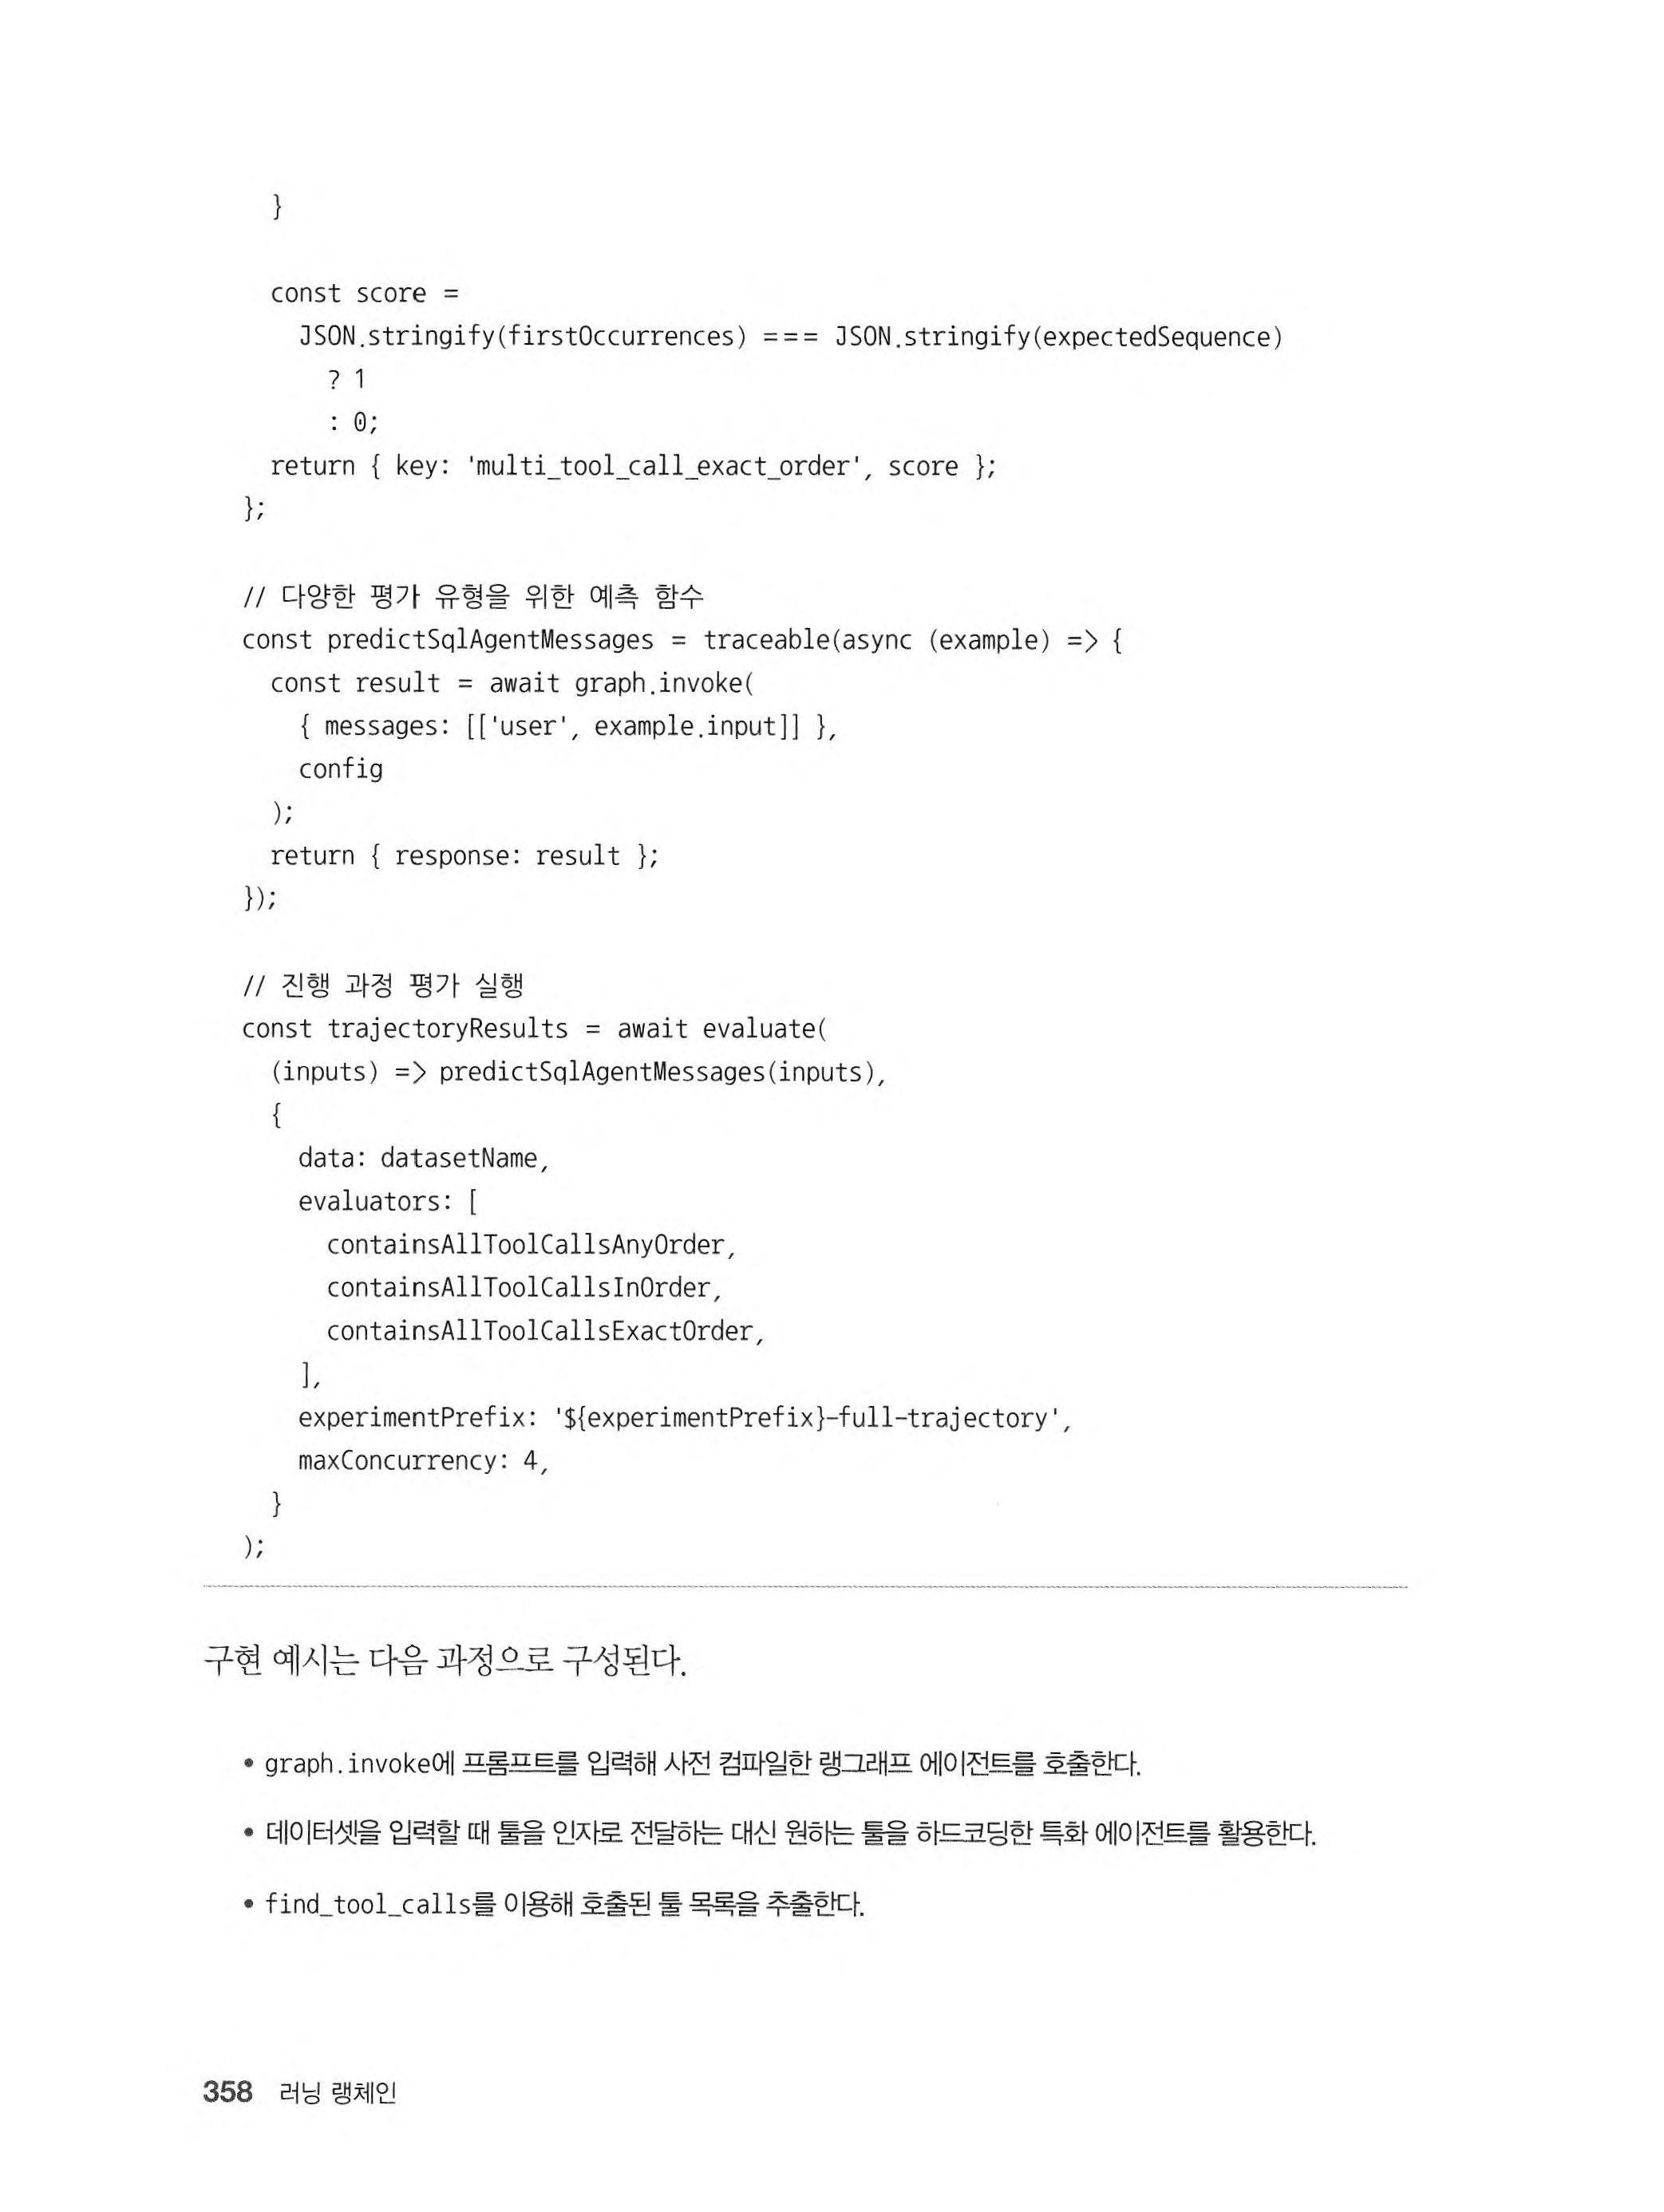 }
const score =
JSON.stringify(firstOccurrences) === JSON.stringify(expectedSequence)
? 1
: 0;
return { key: 'multi_tool_call_exact_order', score };
};
// 다양한 평가 유형을 위한 예측 함수
const predictSqlAgentMessages = traceable(async (example) => {
const result = await graph.invoke(
{ messages: [['user', example.input]] },
config
);
return { response: result };
});
// 진행 과정 평가 실행
const trajectoryResults = await evaluate(
(inputs) => predictSqlAgentMessages(inputs),
{
data: datasetName,
evaluators: [
containsAllToolCallsAnyOrder,
containsAllToolCallsInOrder,
containsAllToolCallsExactOrder,
],
experimentPrefix: '${experimentPrefix}-full-trajectory',
maxConcurrency: 4,
}
);
구현 예시는 다음 과정으로 구성된다.
• graph.invoke에 프롬프트를 입력해 사전 컴파일한 랭그래프 에이전트를 호출한다.
• 데이터셋을 입력할 때 툴을 인자로 전달하는 대신 원하는 툴을 하드코딩한 특화 에이전트를 활용한다.
• find_tool_calls를 이용해 호출된 툴 목록을 추출한다.
358 러닝 랭체인